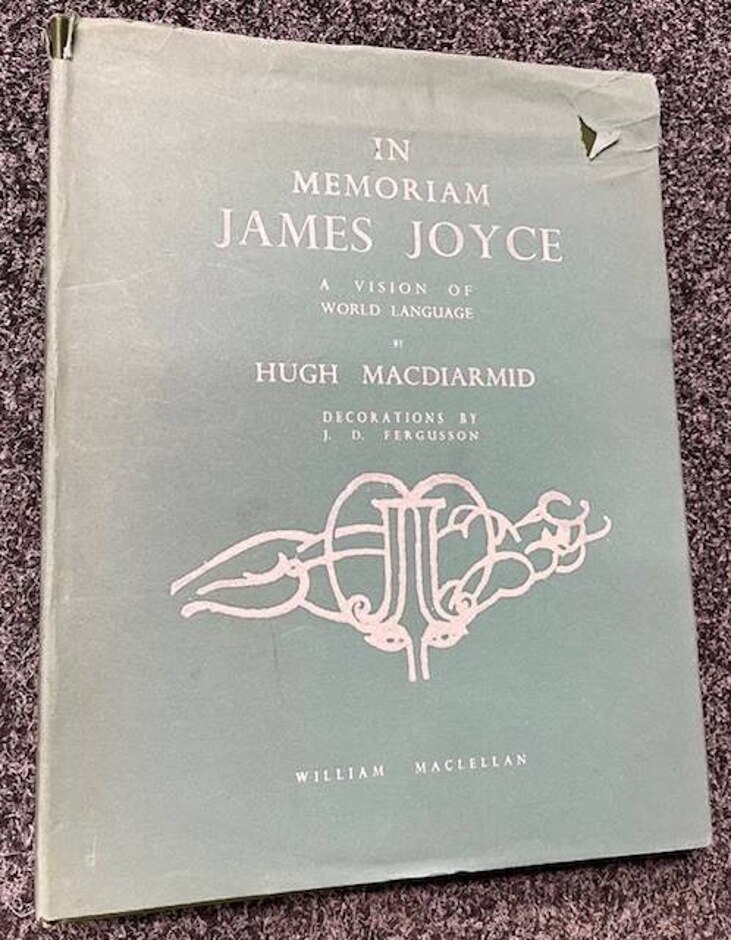 IN
MEMORIAM
JAMES JOYCE
A VISION OF
WORLD LANGUAGE
BY
HUGH MACDIARMID
DECORATIONS BY
J. D. FERGUSSON
WILLIAM MACLELLAN